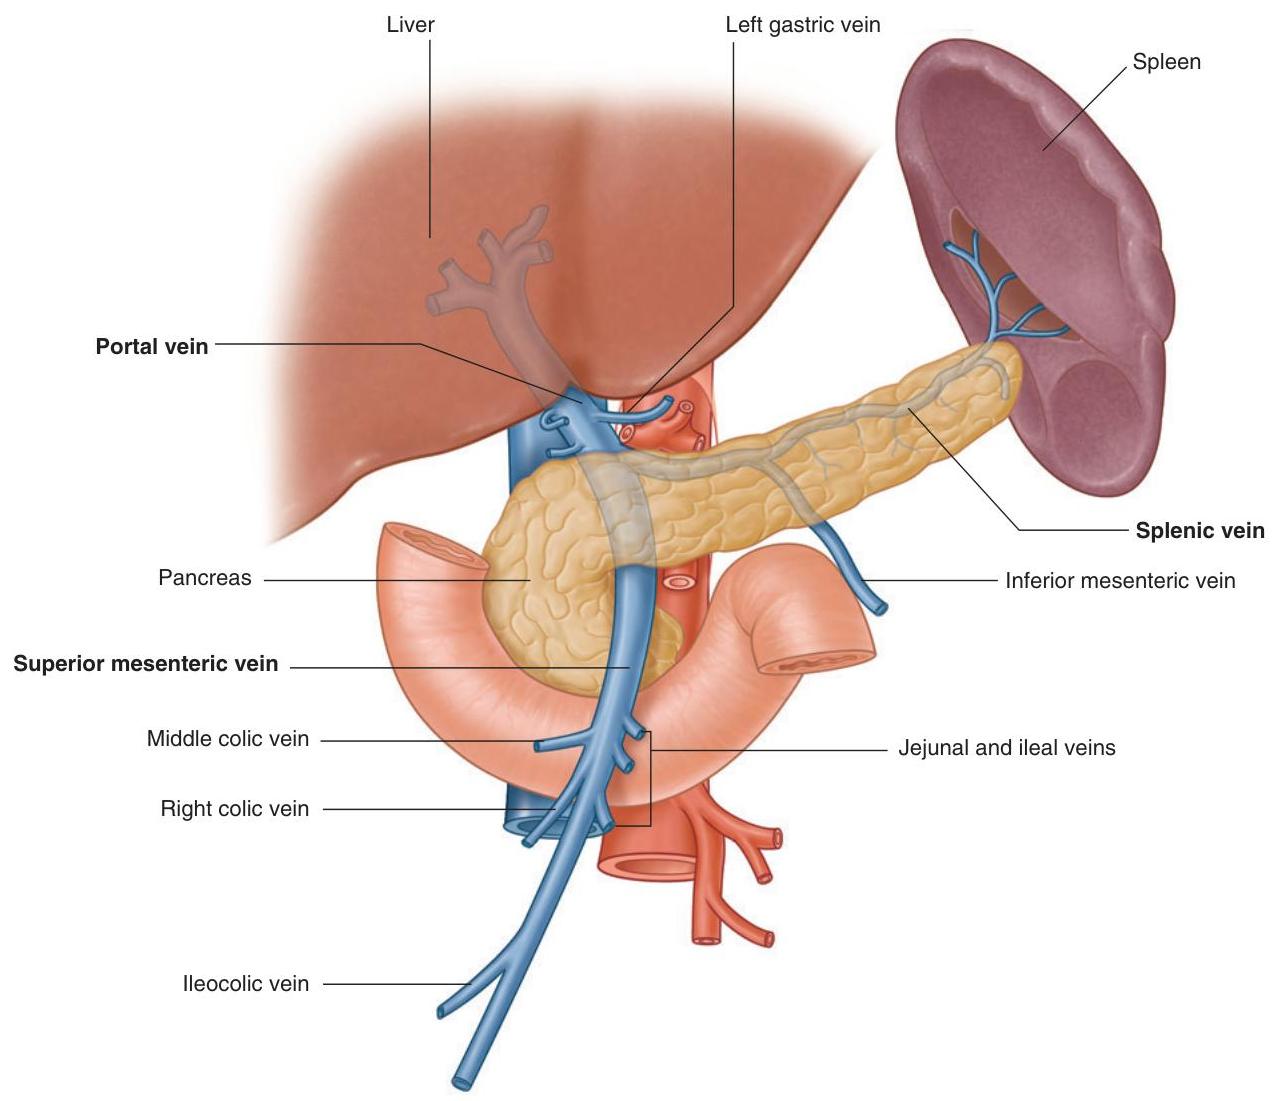 Liver
Left gastric vein
Spleen
Portal vein
Splenic vein
Pancreas
Inferior mesenteric vein
Superior mesenteric vein
Middle colic vein
Jejunal and ileal veins
Right colic vein
Ileocolic vein